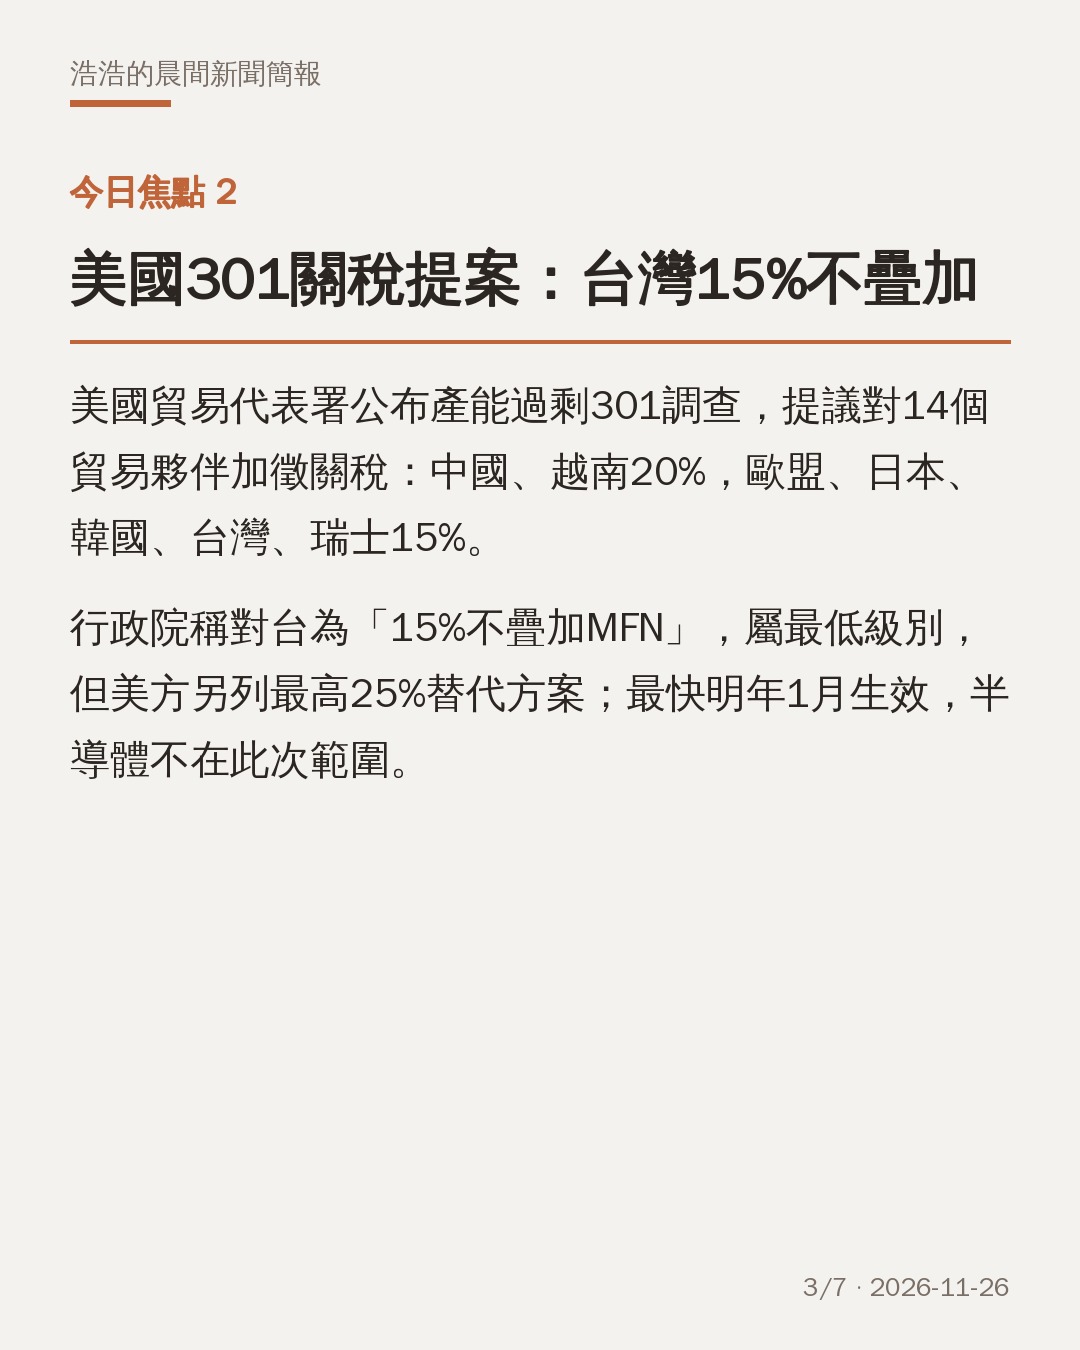 浩浩的晨間新聞簡報
今日焦點 2
美國301關稅提案：台灣15%不疊加
美國貿易代表署公布產能過剩301調查，提議對14個
貿易夥伴加徵關稅：中國、越南20%，歐盟、日本、
韓國、台灣、瑞士15%。
行政院稱對台為「15%不疊加MFN」，屬最低級別，
但美方另列最高25%替代方案；最快明年1月生效，半
導體不在此次範圍。
3/7 · 2026-11-26